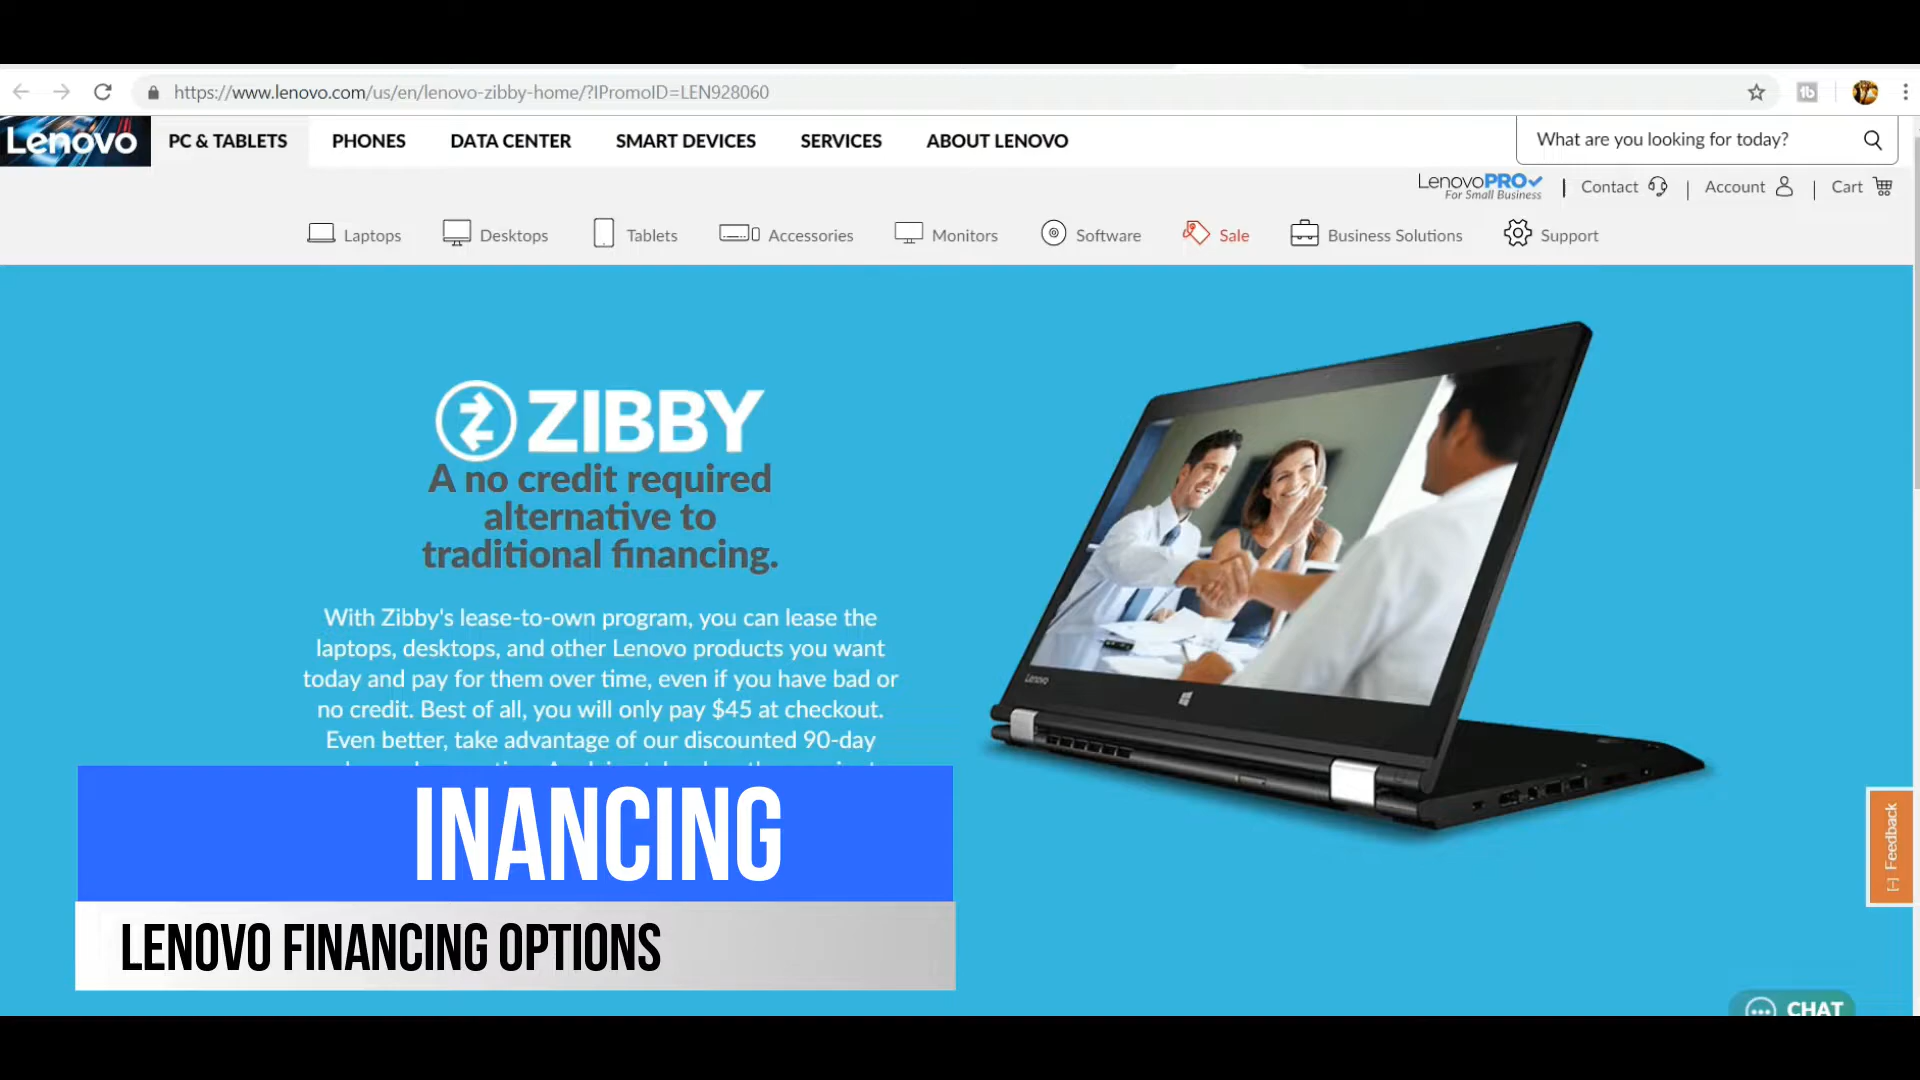 https://www.lenovo.com/us/en/lenovo-zibby-home/?IPromoID=LEN928060
Lenovo
PC & TABLETS
PHONES
DATA CENTER
SMART DEVICES
SERVICES
ABOUT LENOVO
What are you looking for today?
LenovoPRO
For Small Business
Contact
Account
Cart
Laptops
Desktops
Tablets
Accessories
Monitors
Software
Sale
Business Solutions
Support
ZIBBY
A no credit required
alternative to
traditional financing.
With Zibby's lease-to-own program, you can lease the
laptops, desktops, and other Lenovo products you want
today and pay for them over time, even if you have bad or
no credit. Best of all, you will only pay $45 at checkout.
Even better, take advantage of our discounted 90-day
Lenovo
INANCING
LENOVO FINANCING OPTIONS
[-] Feedback
CHAT